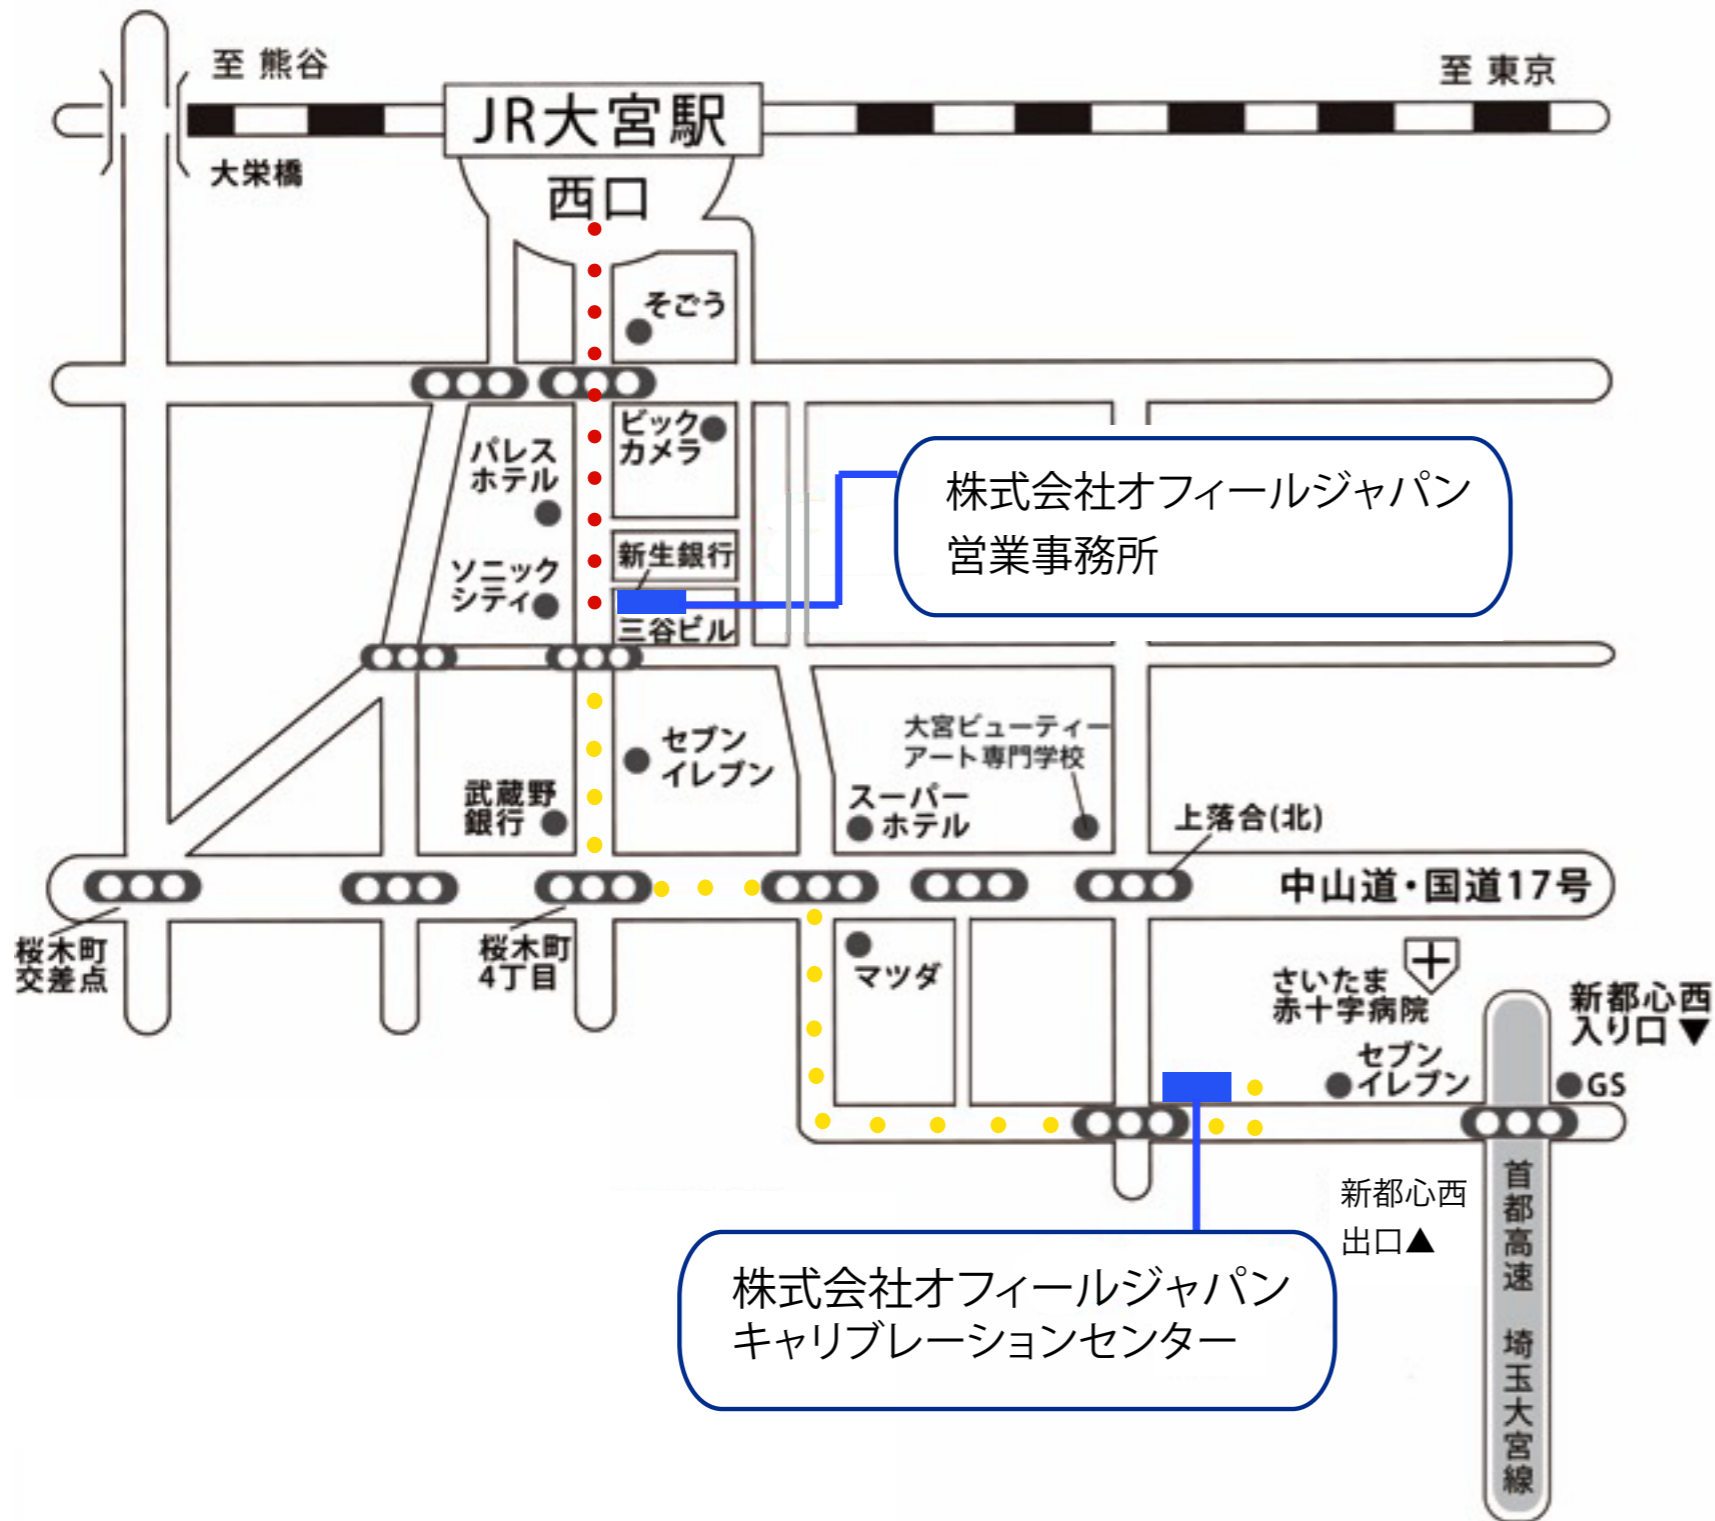 至 熊谷
至 東京
JR大宮駅
大栄橋
西口
そごう
ビック
カメラ
パレス
ホテル
株式会社オフィールジャパン
営業事務所
新生銀行
ソニック
シティ
三谷ビル
セブン
イレブン
大宮ビューティー
アート専門学校
武蔵野
銀行
スーパー
ホテル
上落合(北)
中山道・国道17号
桜木町
交差点
桜木町
4丁目
マツダ
さいたま
赤十字病院
新都心西
入り口▼
セブン
イレブン
GS
新都心西
出口▲
首都高速 埼玉大宮線
株式会社オフィールジャパン
キャリブレーションセンター